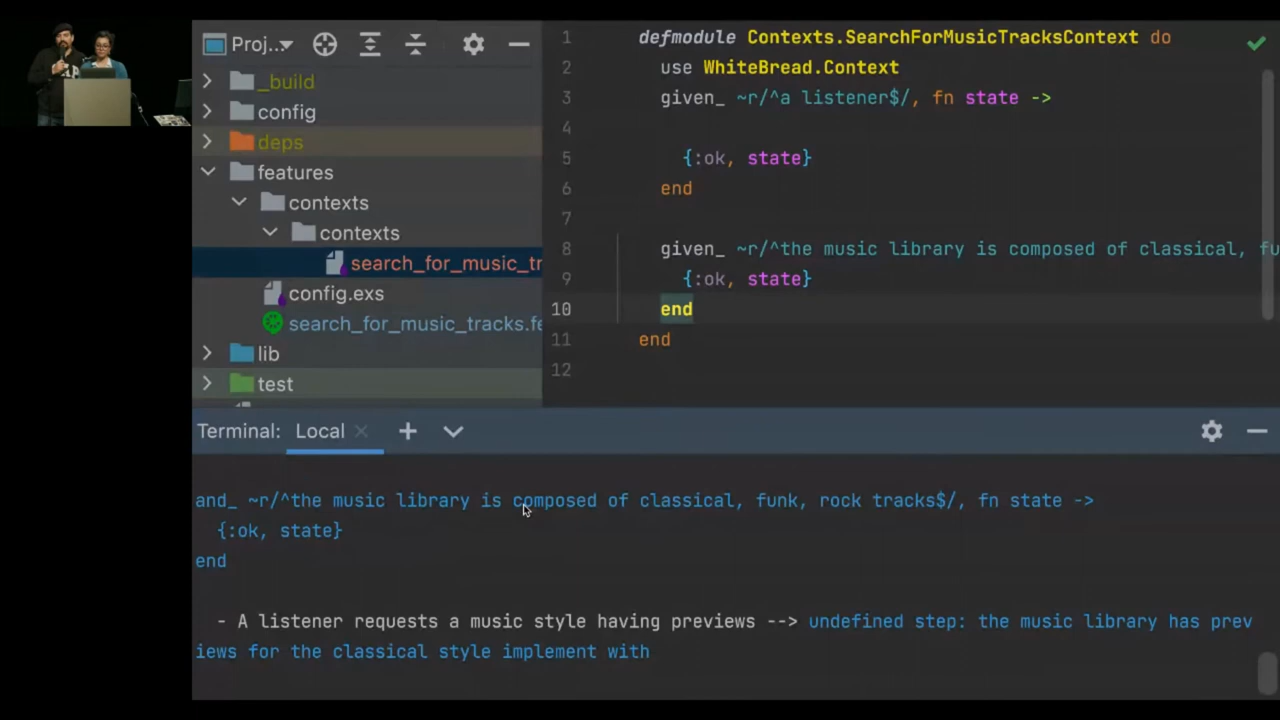 Proj...
_build
config
deps
features
contexts
contexts
search_for_music_tr
config.exs
search_for_music_tracks.fe
lib
test
1 defmodule Contexts.SearchForMusicTracksContext do
2 use WhiteBread.Context
3 given_ ~r/^a listener$/, fn state ->
4
5 {:ok, state}
6 end
7
8 given_ ~r/^the music library is composed of classical, fu
9 {:ok, state}
10 end
11 end
12
Terminal: Local
and_ ~r/^the music library is composed of classical, funk, rock tracks$/, fn state ->
{:ok, state}
end
- A listener requests a music style having previews --> undefined step: the music library has prev
iews for the classical style implement with